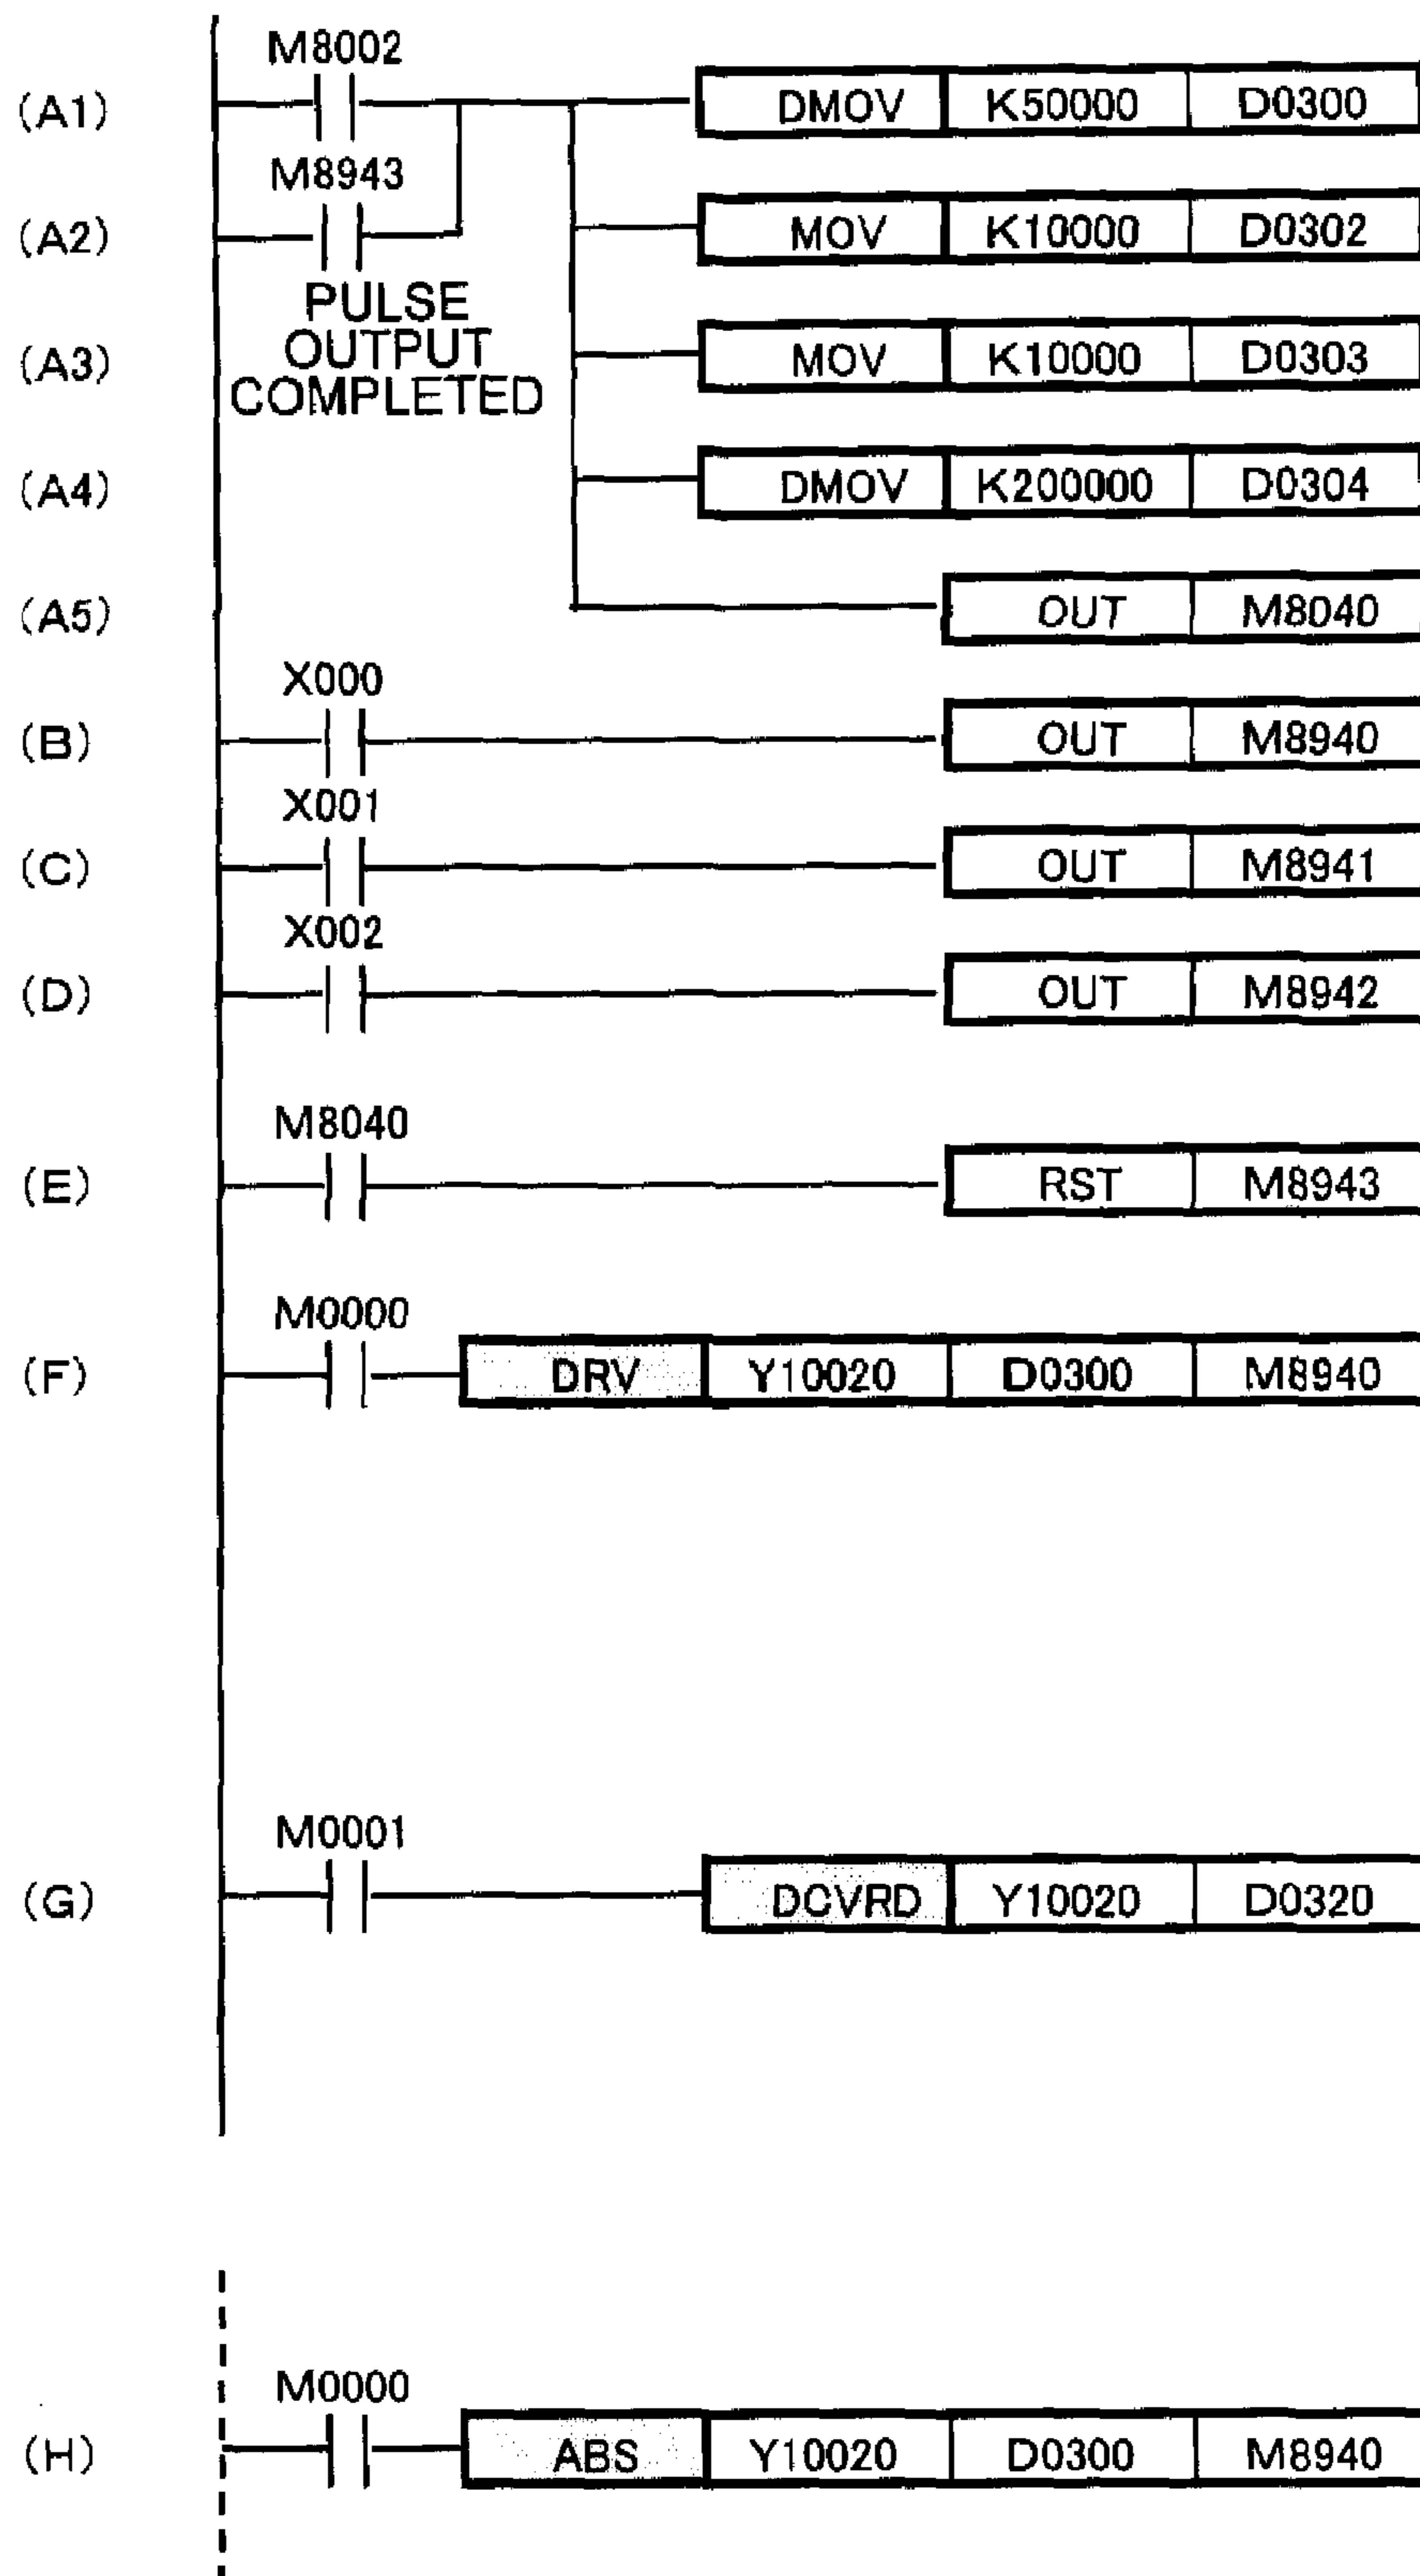 M8002
(A1) DMOV K50000 D0300
M8943
(A2) MOV K10000 D0302
PULSE
OUTPUT
COMPLETED
(A3) MOV K10000 D0303
(A4) DMOV K200000 D0304
(A5) OUT M8040
X000
(B) OUT M8940
X001
(C) OUT M8941
X002
(D) OUT M8942
M8040
(E) RST M8943
M0000
(F) DRV Y10020 D0300 M8940
M0001
(G) DCVRD Y10020 D0320
M0000
(H) ABS Y10020 D0300 M8940